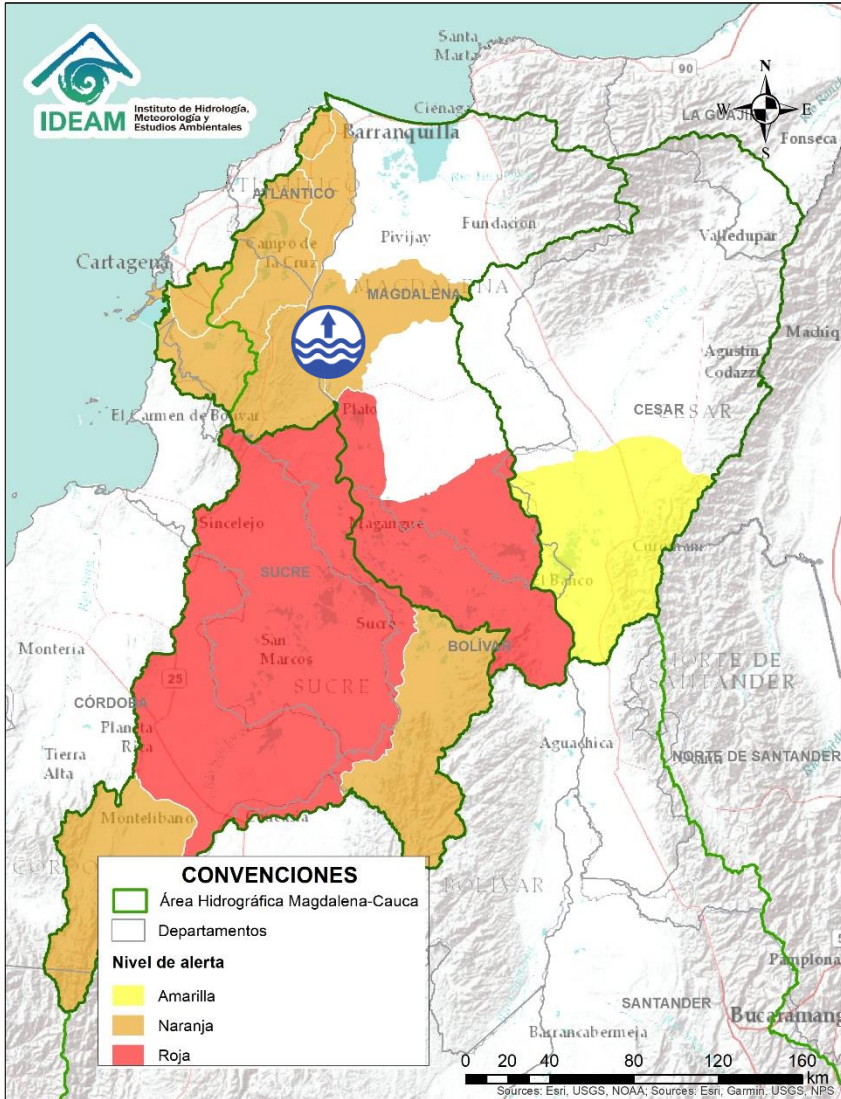 IDEAM
Instituto de Hidrología,
Meteorología y
Estudios Ambientales
Santa
Marta
90
N
W E
S
LA GUAJIRA
Fonseca
Ciénaga
Barranquilla
ATLÁNTICO
Fundación
Pivijay
Valledupar
Campo de
la Cruz
Cartagena
MAGDALENA
MAGDALENA
Agustín
Codazzi
El Carmen de Bolívar
Plato
CESAR
CESAR
Sincelejo
Magangué
SUCRE
El Banco
Sucre
San
Marcos
BOLÍVAR
Montería
25
SUCRE
NORTE DE
SANTANDER
CÓRDOBA
Planeta
Rica
Tierra
Alta
Aguachica
NORTE DE SANTANDER
Montelíbano
BOLÍVAR
CONVENCIONES
Área Hidrográfica Magdalena-Cauca
Departamentos
Nivel de alerta
Amarilla
Naranja
Roja
Pamplona
SANTANDER
Bucaramang
Barrancabermeja
0 20 40 80 120 160
km
Sources: Esri, USGS, NOAA; Sources: Esri, Garmin, USGS, NPS